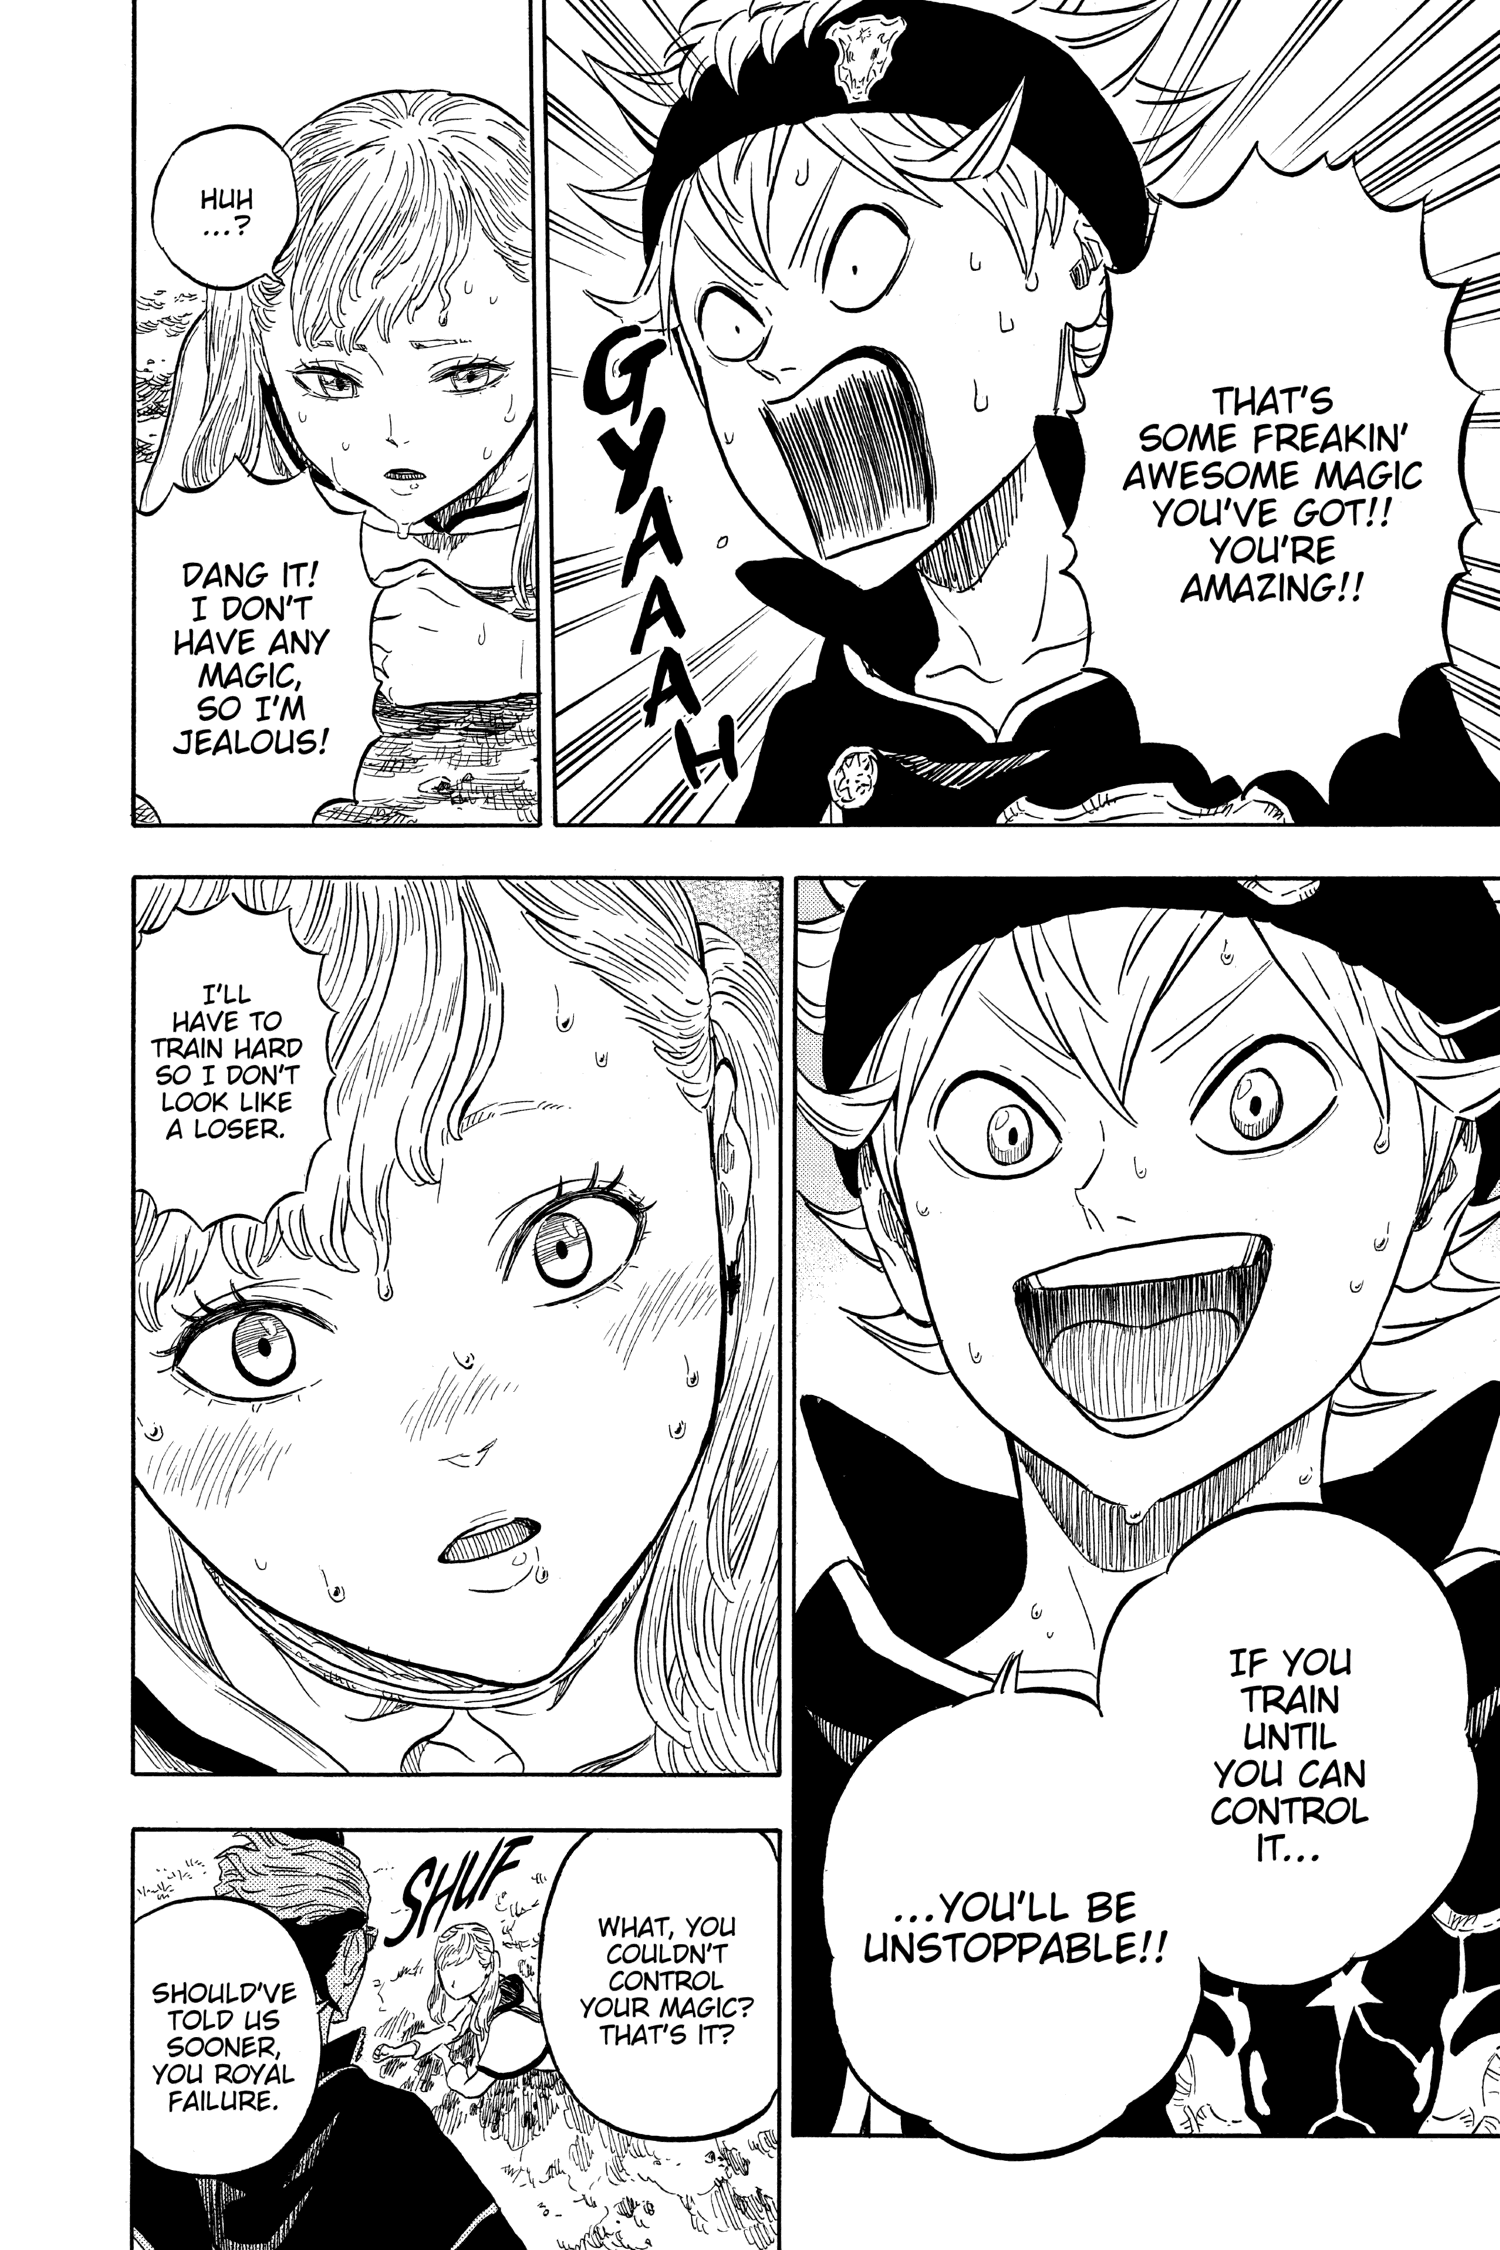 THAT'S
SOME FREAKIN'
AWESOME MAGIC
YOU'VE GOT!!
YOU'RE
AMAZING!!
GYAAAH
HUH
...?
DANG IT!
I DON'T
HAVE ANY
MAGIC,
SO I'M
JEALOUS!
IF YOU
TRAIN
UNTIL
YOU CAN
CONTROL
IT...
...YOU'LL BE
UNSTOPPABLE!!
I'LL
HAVE TO
TRAIN HARD
SO I DON'T
LOOK LIKE
A LOSER.
WHAT, YOU
COULDN'T
CONTROL
YOUR MAGIC?
THAT'S IT?
SHUF
SHOULD'VE
TOLD US
SOONER,
YOU ROYAL
FAILURE.